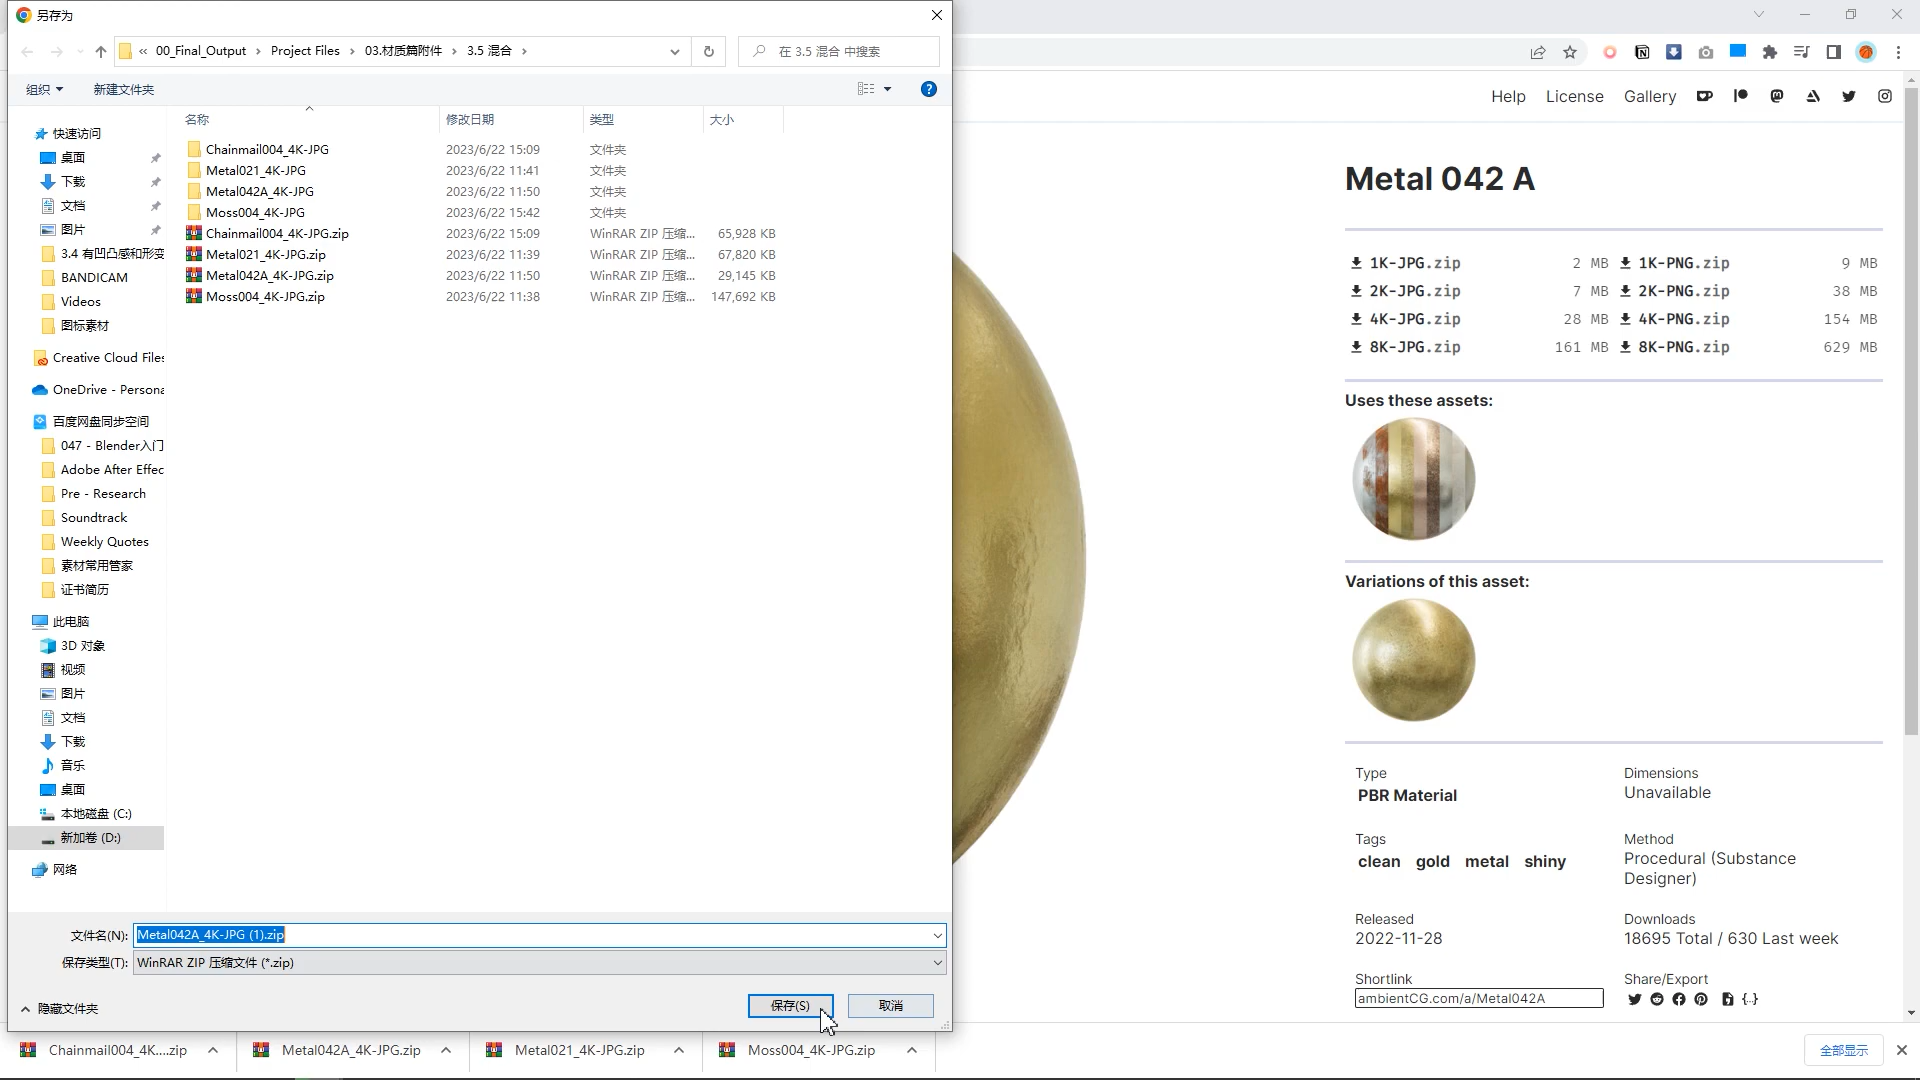 另存为
« 00_Final_Output › Project Files › 03.材质篇附件 › 3.5 混合 ›
在 3.5 混合 中搜索
组织
新建文件夹
名称 修改日期 类型 大小
Chainmail004_4K-JPG 2023/6/22 15:09 文件夹
Metal021_4K-JPG 2023/6/22 11:41 文件夹
Metal042A_4K-JPG 2023/6/22 11:50 文件夹
Moss004_4K-JPG 2023/6/22 15:42 文件夹
Chainmail004_4K-JPG.zip 2023/6/22 15:09 WinRAR ZIP 压缩... 65,928 KB
Metal021_4K-JPG.zip 2023/6/22 11:39 WinRAR ZIP 压缩... 67,820 KB
Metal042A_4K-JPG.zip 2023/6/22 11:50 WinRAR ZIP 压缩... 29,145 KB
Moss004_4K-JPG.zip 2023/6/22 11:38 WinRAR ZIP 压缩... 147,692 KB
快速访问
桌面
下载
文档
图片
3.4 有凹凸感和形变
BANDICAM
Videos
图标素材
Creative Cloud Files
OneDrive - Persona
百度网盘同步空间
047 - Blender入门
Adobe After Effec
Pre - Research
Soundtrack
Weekly Quotes
素材常用管家
证书简历
此电脑
3D 对象
视频
图片
文档
下载
音乐
桌面
本地磁盘 (C:)
新加卷 (D:)
网络
文件名(N): Metal042A_4K-JPG (1).zip
保存类型(T): WinRAR ZIP 压缩文件 (*.zip)
隐藏文件夹
保存(S)
取消
Help License Gallery
Metal 042 A
1K-JPG.zip 2 MB 1K-PNG.zip 9 MB
2K-JPG.zip 7 MB 2K-PNG.zip 38 MB
4K-JPG.zip 28 MB 4K-PNG.zip 154 MB
8K-JPG.zip 161 MB 8K-PNG.zip 629 MB
Uses these assets:
Variations of this asset:
Type
PBR Material
Dimensions
Unavailable
Tags
clean gold metal shiny
Method
Procedural (Substance
Designer)
Released
2022-11-28
Downloads
18695 Total / 630 Last week
Shortlink
ambientCG.com/a/Metal042A
Share/Export
{..}
Chainmail004_4K....zip
Metal042A_4K-JPG.zip
Metal021_4K-JPG.zip
Moss004_4K-JPG.zip
全部显示